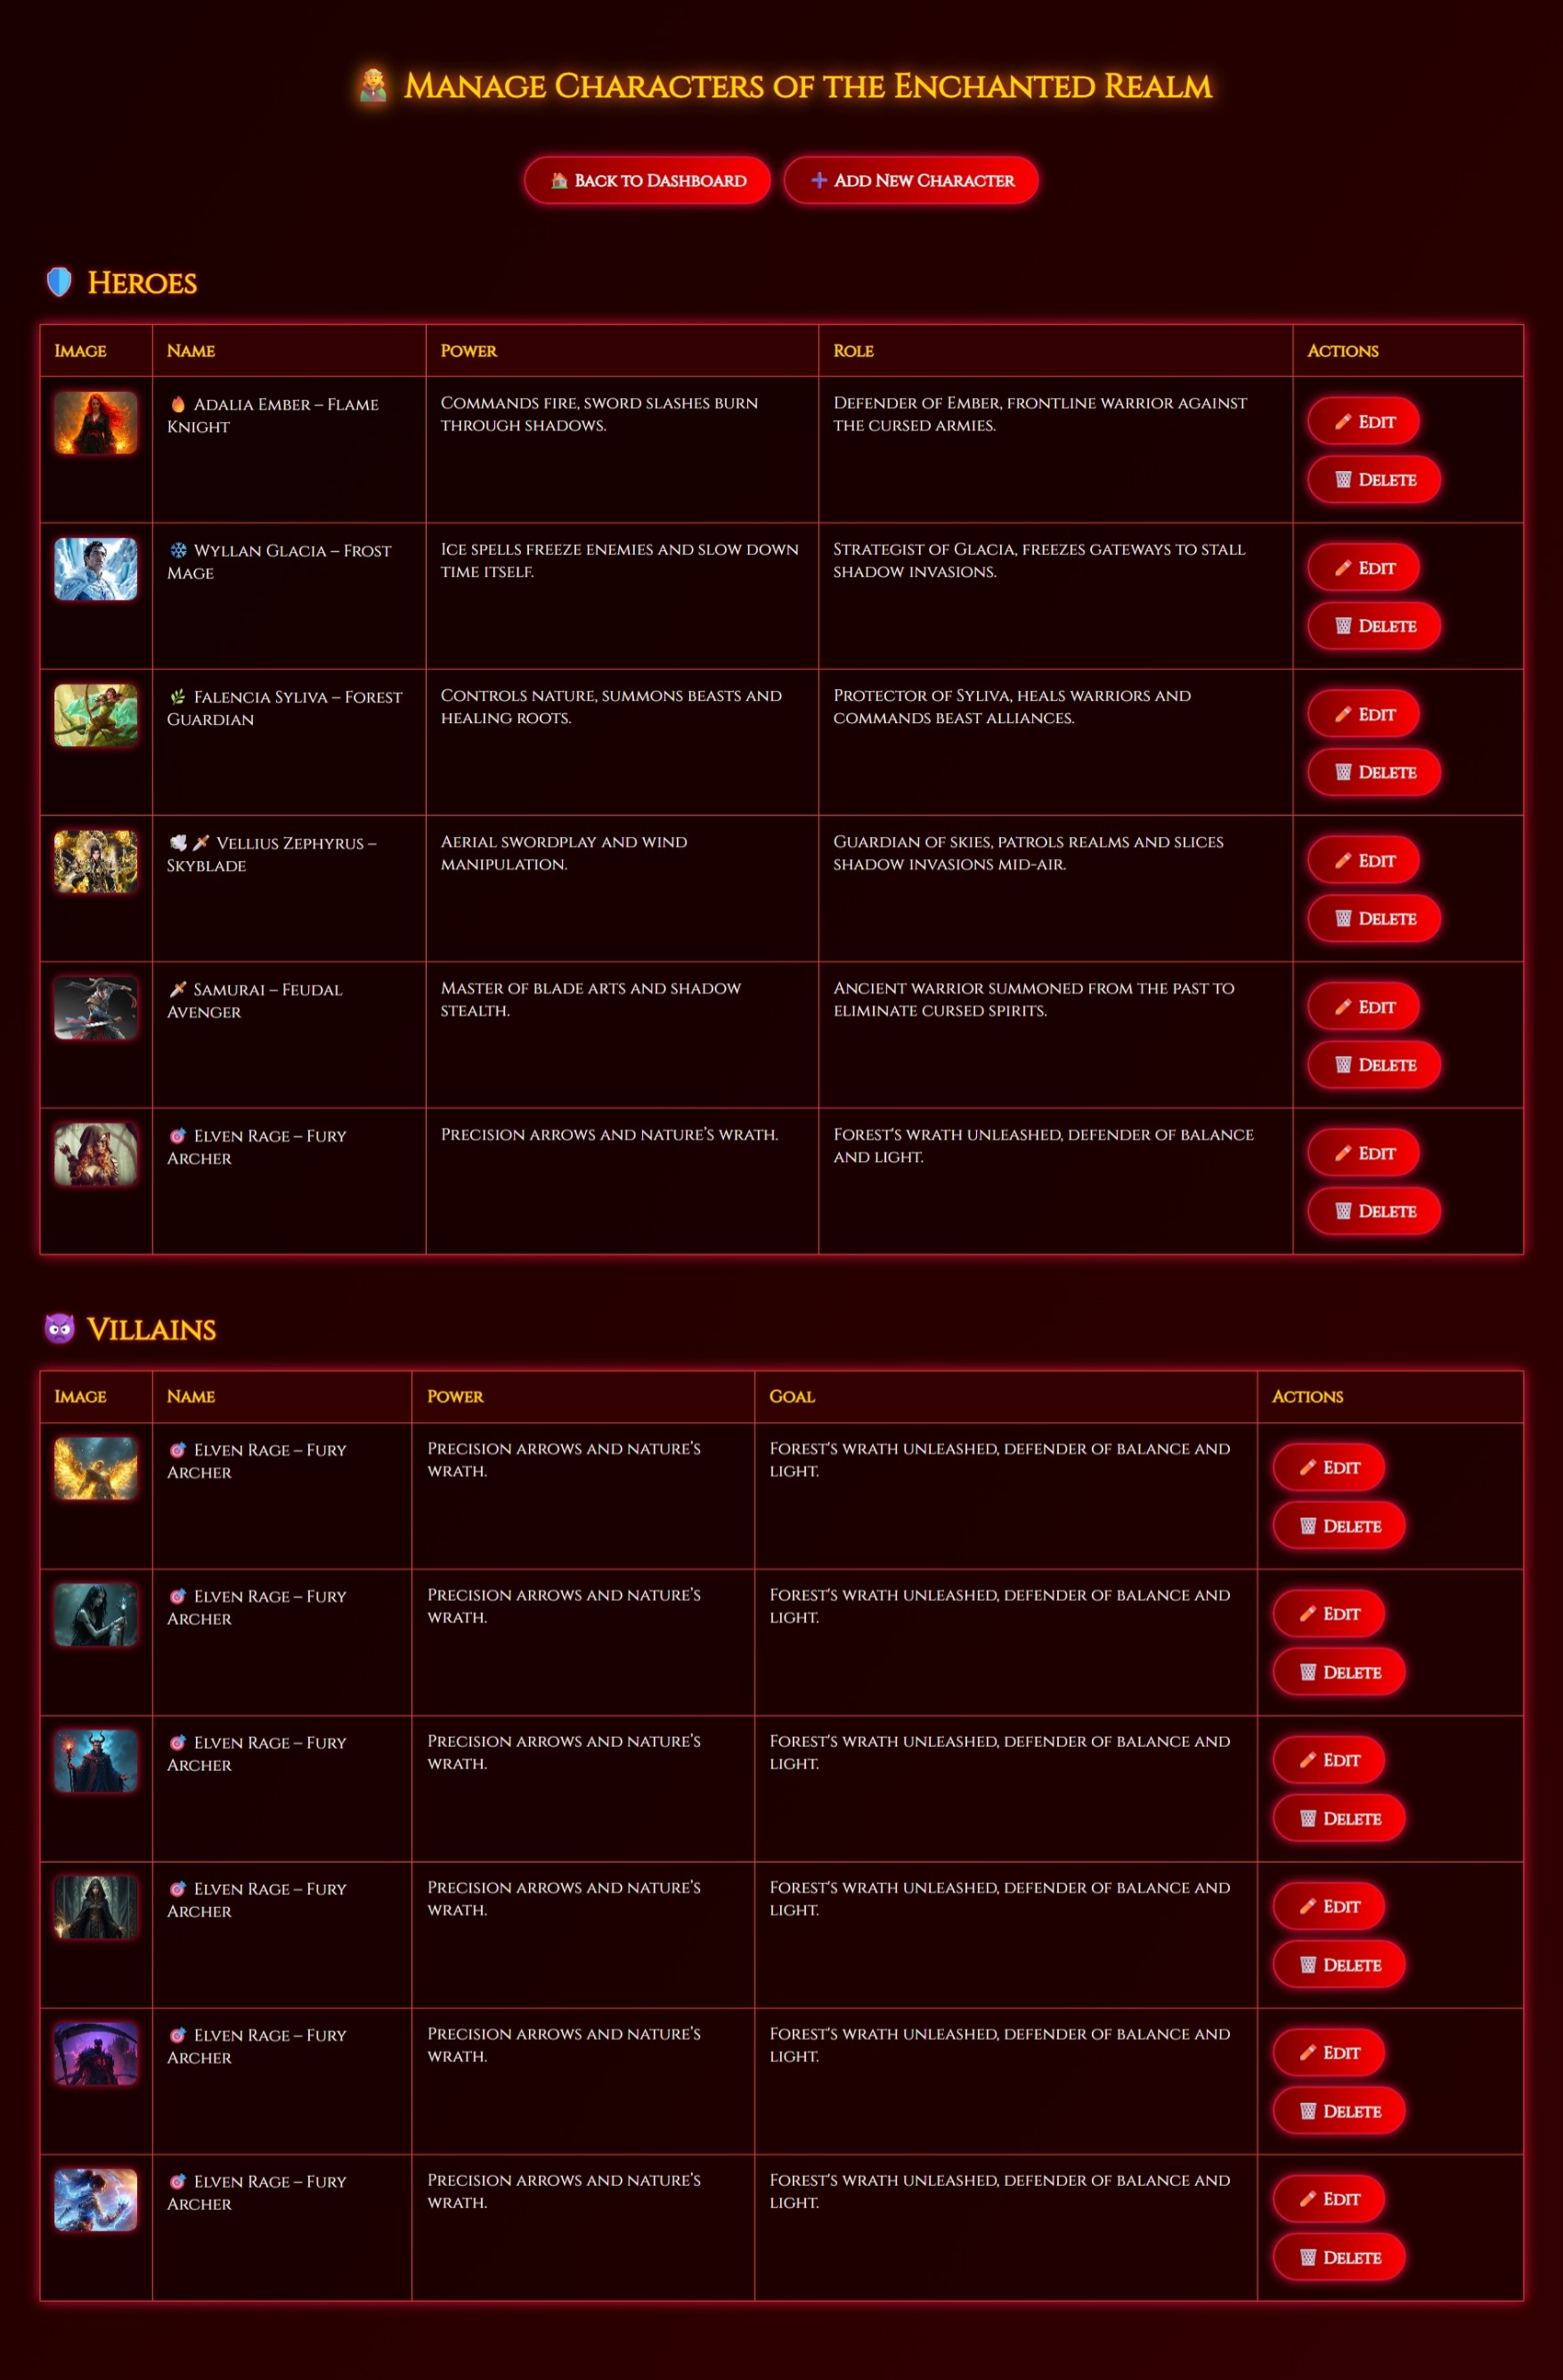 Manage Characters of the Enchanted Realm
Back to Dashboard
Add New Character
Heroes
Image Name Power Role Actions
Adalia Ember – Flame
Knight
Commands fire, sword slashes burn
through shadows.
Defender of Ember, frontline warrior against
the cursed armies.
Edit
Delete
Wyllan Glacia – Frost
Mage
Ice spells freeze enemies and slow down
time itself.
Strategist of Glacia, freezes gateways to stall
shadow invasions.
Edit
Delete
Falencia Syliva – Forest
Guardian
Controls nature, summons beasts and
healing roots.
Protector of Syliva, heals warriors and
commands beast alliances.
Edit
Delete
Vellius Zephyrus –
Skyblade
Aerial swordplay and wind
manipulation.
Guardian of skies, patrols realms and slices
shadow invasions mid-air.
Edit
Delete
Samurai – Feudal
Avenger
Master of blade arts and shadow
stealth.
Ancient warrior summoned from the past to
eliminate cursed spirits.
Edit
Delete
Elven Rage – Fury
Archer
Precision arrows and nature's wrath.
Forest's wrath unleashed, defender of balance
and light.
Edit
Delete
Villains
Image Name Power Goal Actions
Elven Rage – Fury
Archer
Precision arrows and nature's
wrath.
Forest's wrath unleashed, defender of balance and
light.
Edit
Delete
Elven Rage – Fury
Archer
Precision arrows and nature's
wrath.
Forest's wrath unleashed, defender of balance and
light.
Edit
Delete
Elven Rage – Fury
Archer
Precision arrows and nature's
wrath.
Forest's wrath unleashed, defender of balance and
light.
Edit
Delete
Elven Rage – Fury
Archer
Precision arrows and nature's
wrath.
Forest's wrath unleashed, defender of balance and
light.
Edit
Delete
Elven Rage – Fury
Archer
Precision arrows and nature's
wrath.
Forest's wrath unleashed, defender of balance and
light.
Edit
Delete
Elven Rage – Fury
Archer
Precision arrows and nature's
wrath.
Forest's wrath unleashed, defender of balance and
light.
Edit
Delete